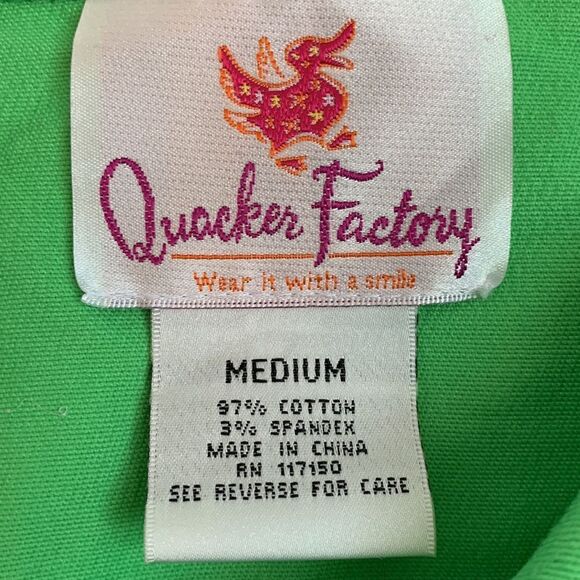 Quacker Factory
Wear it with a smile
MEDIUM
97% COTTON
3% SPANDEX
MADE IN CHINA
RN 117150
SEE REVERSE FOR CARE